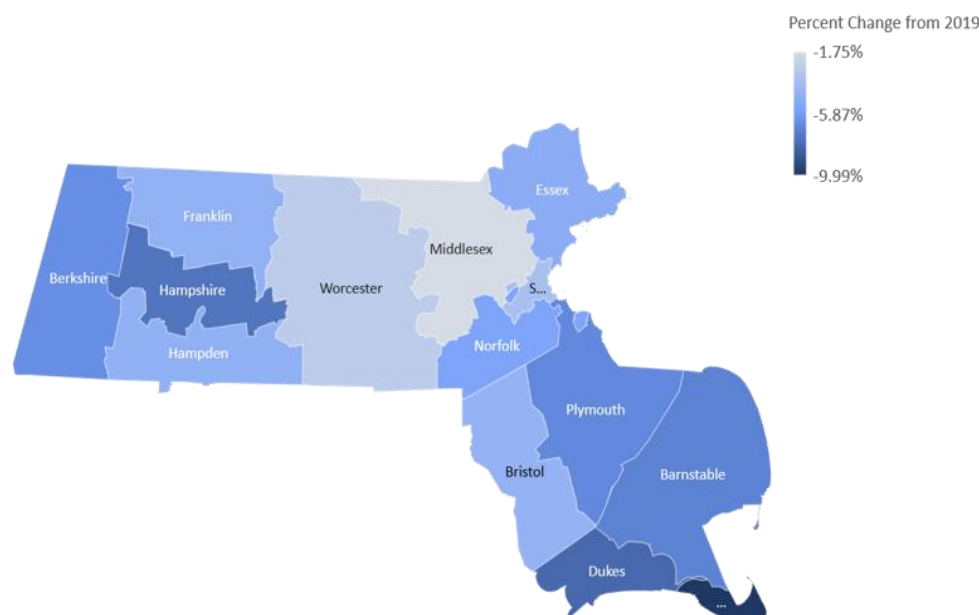 Percent Change from 2019
-1.75%
-5.87%
-9.99%
Essex
Franklin
Middlesex
Berkshire
Hampshire
Worcester
S...
Norfolk
Hampden
Plymouth
Bristol
Barnstable
Dukes
...